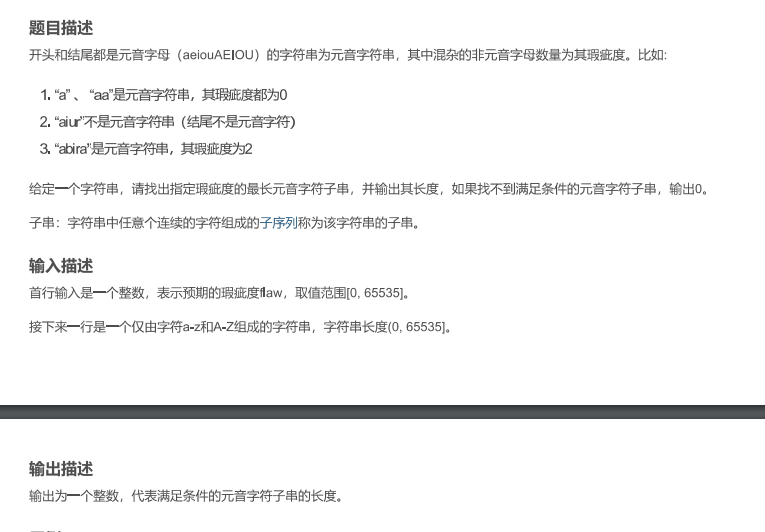 题目描述
开头和结尾都是元音字母（aeiouAEIOU）的字符串为元音字符串，其中混杂的非元音字母数量为其瑕疵度。比如:
1. “a” 、 “aa”是元音字符串，其瑕疵度都为0
2. “aiur”不是元音字符串（结尾不是元音字符）
3. “abira”是元音字符串，其瑕疵度为2
给定一个字符串，请找出指定瑕疵度的最长元音字符子串，并输出其长度，如果找不到满足条件的元音字符子串，输出0。
子串：字符串中任意个连续的字符组成的子序列称为该字符串的子串。
输入描述
首行输入是一个整数，表示预期的瑕疵度flaw，取值范围[0, 65535]。
接下来一行是一个仅由字符a-z和A-Z组成的字符串，字符串长度(0, 65535]。
输出描述
输出为一个整数，代表满足条件的元音字符子串的长度。